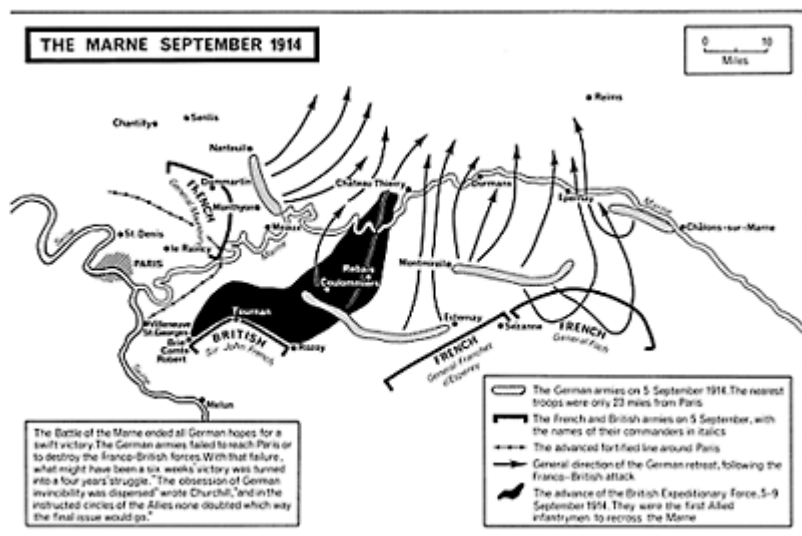 THE MARNE SEPTEMBER 1914
0 10
Miles
Reims
Chantilly
Senlis
Nanteuil
Dammartin
FRENCH
Monthyon
Château Thierry
Dormans
Epernay
Marne
Châlons-sur-Marne
St. Denis
le Raincy
Meaux
Marne
Seine
PARIS
Rebais
Coulommiers
Montmirail
Tournan
Esternay
Sézanne
FRENCH
General Foch
Villeneuve
St. Georges
Brie
Comte
Robert
BRITISH
Sir John French
Rozoy
FRENCH
General Franchet
d'Esperey
Seine
Melun
The Battle of the Marne ended all German hopes for a
swift victory. The German armies failed to reach Paris or
to destroy the Franco-British forces. With that failure,
what might have been a six weeks' victory was turned
into a four years' struggle. "The obsession of German
invincibility was dispersed" wrote Churchill, "and in the
instructed circles of the Allies none doubted which way
the final issue would go."
The German armies on 5 September 1914. The nearest
troops were only 23 miles from Paris
The French and British armies on 5 September, with
the names of their commanders in italics
The advanced fortified line around Paris
General direction of the German retreat, following the
Franco-British attack
The advance of the British Expeditionary Force, 5-9
September 1914. They were the first Allied
infantrymen to recross the Marne